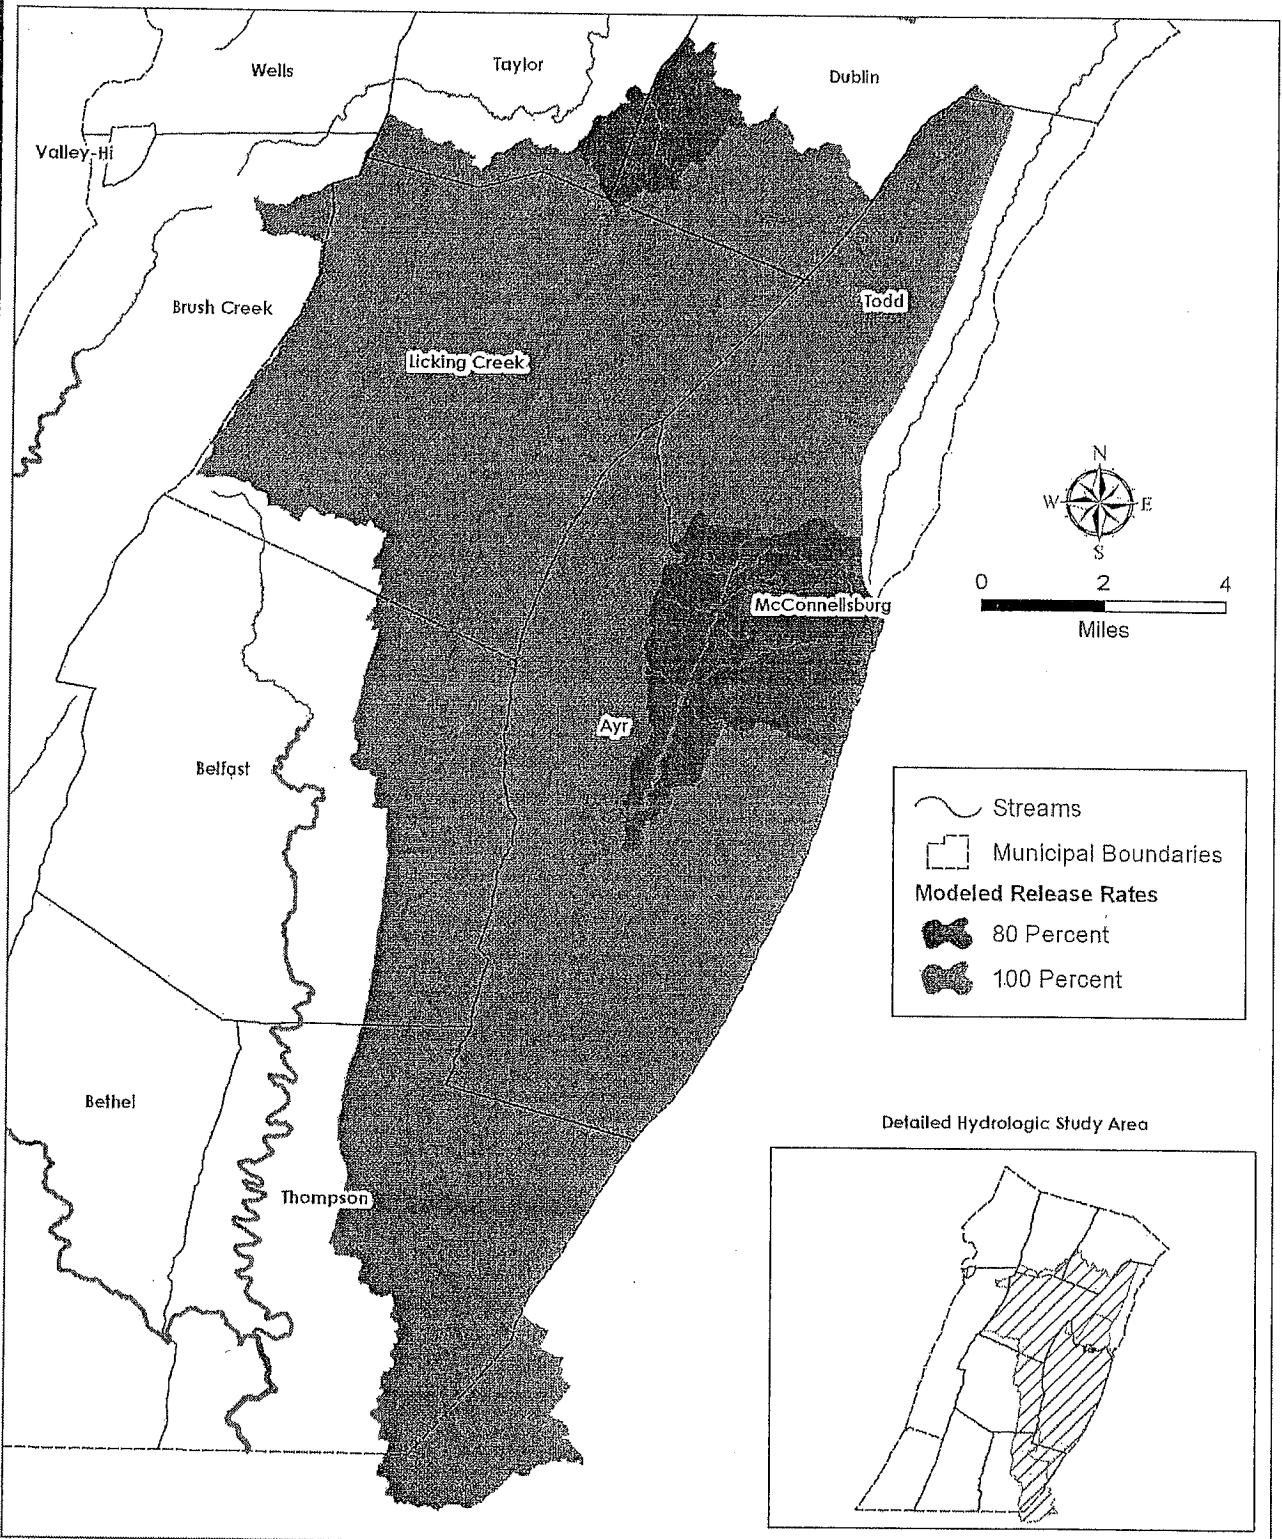 Wells
Taylor
Dublin
Valley-Hi
Brush Creek
Todd
Licking Creek
N
W E
S
0 2 4
Miles
McConnellsburg
Ayr
Belfast
Streams
Municipal Boundaries
Modeled Release Rates
80 Percent
100 Percent
Bethel
Detailed Hydrologic Study Area
Thompson